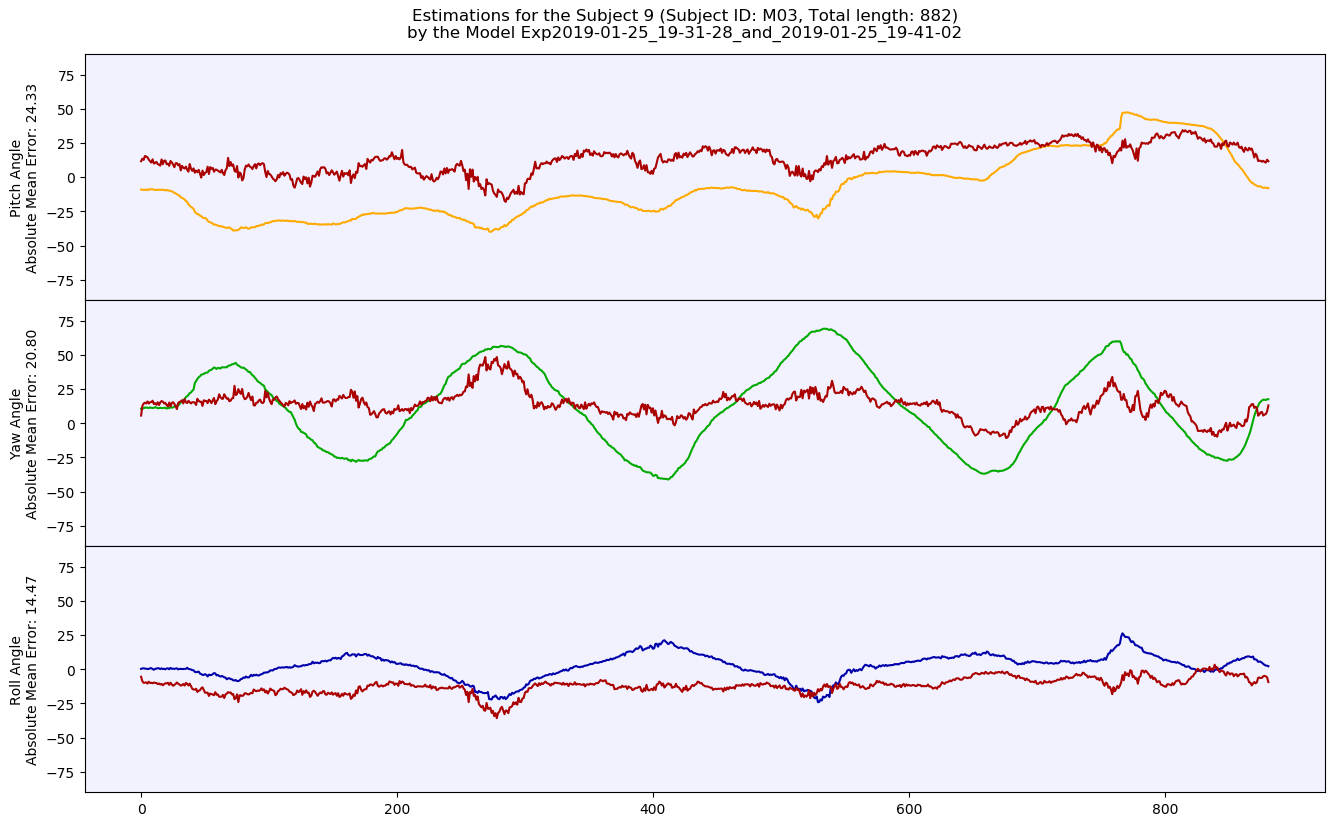 Estimations for the Subject 9 (Subject ID: M03, Total length: 882)
by the Model Exp2019-01-25_19-31-28_and_2019-01-25_19-41-02
Pitch Angle
Absolute Mean Error: 24.33
75
50
25
0
−25
−50
−75
Yaw Angle
Absolute Mean Error: 20.80
75
50
25
0
−25
−50
−75
Roll Angle
Absolute Mean Error: 14.47
75
50
25
0
−25
−50
−75
0 200 400 600 800